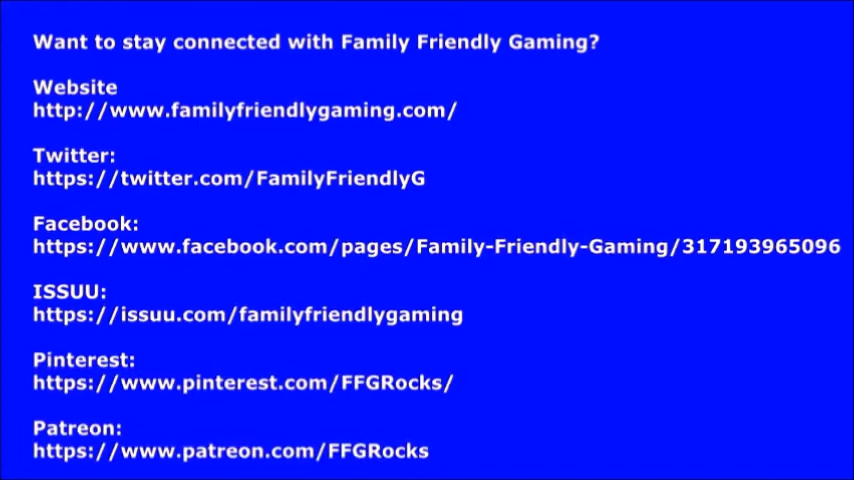 Want to stay connected with Family Friendly Gaming?
Website
http://www.familyfriendlygaming.com/
Twitter:
https://twitter.com/FamilyFriendlyG
Facebook:
https://www.facebook.com/pages/Family-Friendly-Gaming/317193965096
ISSUU:
https://issuu.com/familyfriendlygaming
Pinterest:
https://www.pinterest.com/FFGRocks/
Patreon:
https://www.patreon.com/FFGRocks